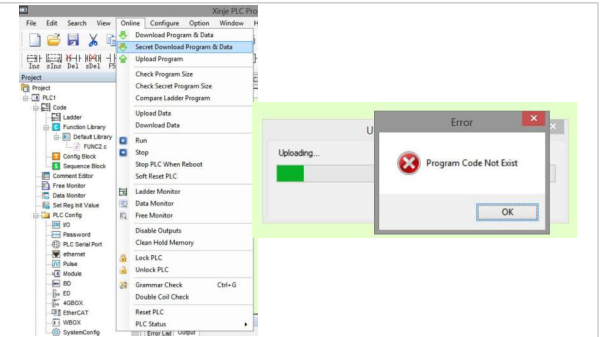 Xinje PLC Pro
File Edit Search View Online Configure Option Window
Ins sIns Del sDel F5
Project
Project
PLC1
Code
Ladder
Function Library
Default Library
FUNC2.c
Config Block
Sequence Block
Comment Editor
Free Monitor
Data Monitor
Set Reg Init Value
PLC Config
I/O
Password
PLC Serial Port
ethernet
Pulse
Module
BD
ED
4GBOX
EtherCAT
WBOX
SystemConfig
Download Program & Data
Secret Download Program & Data
Upload Program
Check Program Size
Check Secret Program Size
Compare Ladder Program
Upload Data
Download Data
Run
Stop
Stop PLC When Reboot
Soft Reset PLC
Ladder Monitor
Data Monitor
Free Monitor
Disable Outputs
Clean Hold Memory
Lock PLC
Unlock PLC
Grammar Check Ctrl+G
Double Coil Check
Reset PLC
PLC Status
Error List Output
Uploading...
Error
Program Code Not Exist
OK